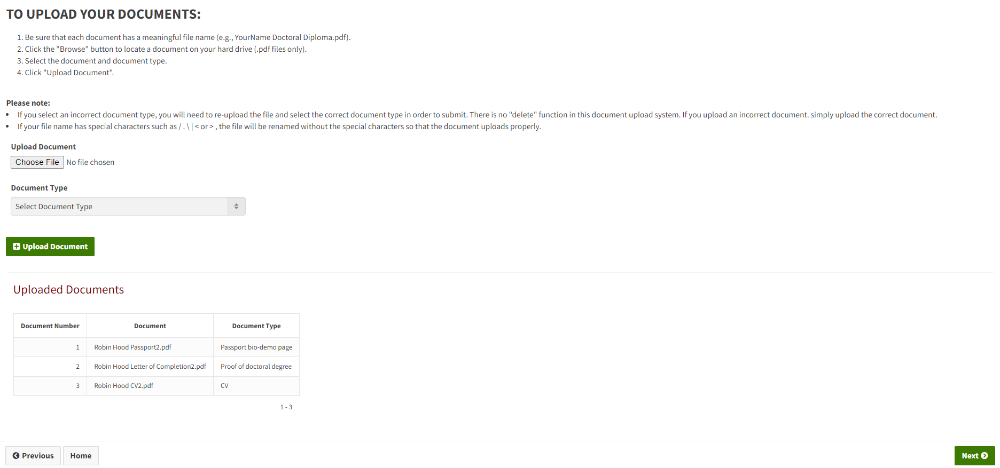 TO UPLOAD YOUR DOCUMENTS:
1. Be sure that each document has a meaningful file name (e.g., YourName Doctoral Diploma.pdf).
2. Click the "Browse" button to locate a document on your hard drive (.pdf files only).
3. Select the document and document type.
4. Click "Upload Document".
Please note:
• If you select an incorrect document type, you will need to re-upload the file and select the correct document type in order to submit. There is no "delete" function in this document upload system. If you upload an incorrect document. simply upload the correct document.
• If your file name has special characters such as / . \ | < or > , the file will be renamed without the special characters so that the document uploads properly.
Upload Document
Choose File No file chosen
Document Type
Select Document Type
Upload Document
Uploaded Documents
Document Number Document Document Type
1 Robin Hood Passport2.pdf Passport bio-demo page
2 Robin Hood Letter of Completion2.pdf Proof of doctoral degree
3 Robin Hood CV2.pdf CV
1 - 3
Previous Home Next